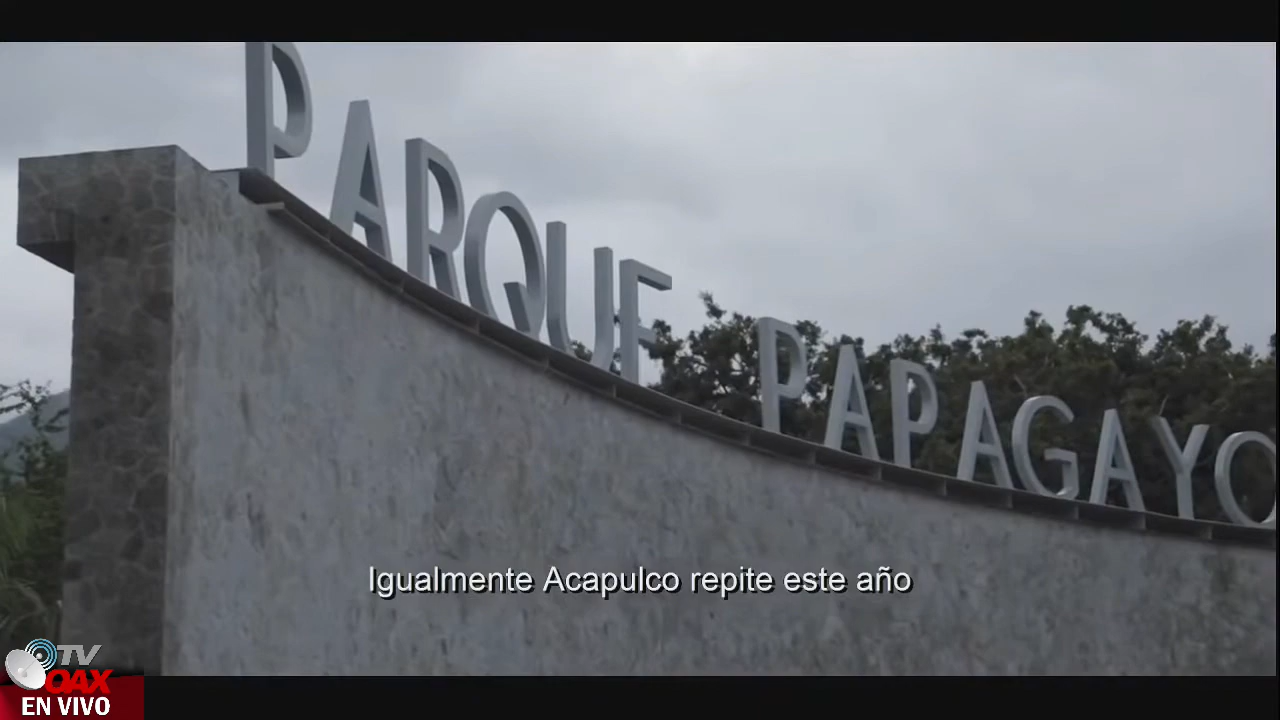 PARQUE PAPAGAYO
Igualmente Acapulco repite este año
TV
OAX
EN VIVO